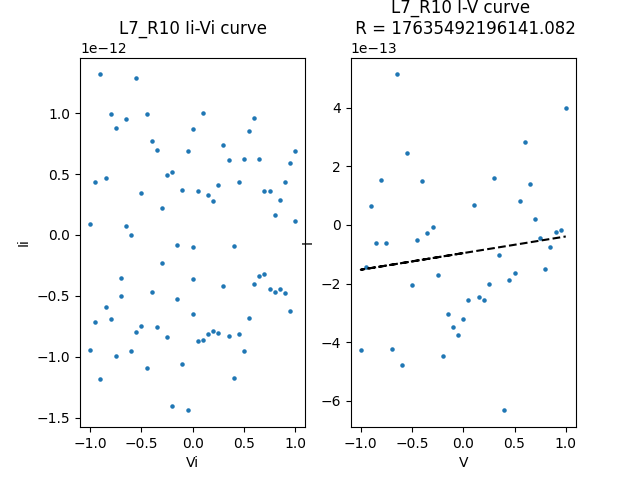 L7_R10 Ii-Vi curve
1e−12
Ii
1.0
0.5
0.0
−0.5
−1.0
−1.5
−1.0 −0.5 0.0 0.5 1.0
Vi
L7_R10 I-V curve
R = 17635492196141.082
1e−13
I
4
2
0
−2
−4
−6
−1.0 −0.5 0.0 0.5 1.0
V